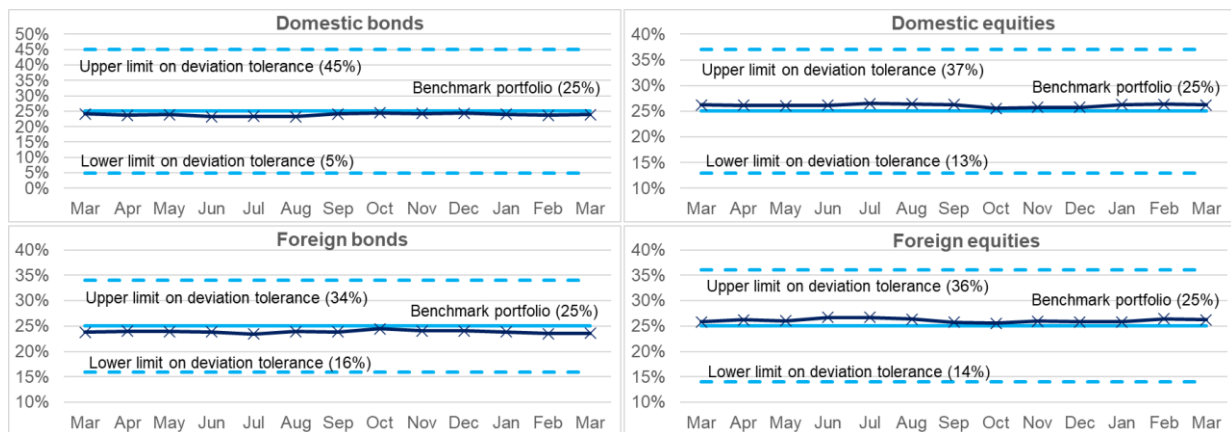 Domestic bonds
50%
45%
40%
35%
30%
25%
20%
15%
10%
5%
0%
Upper limit on deviation tolerance (45%)
Benchmark portfolio (25%)
Lower limit on deviation tolerance (5%)
Mar Apr May Jun Jul Aug Sep Oct Nov Dec Jan Feb Mar
Domestic equities
40%
35%
30%
25%
20%
15%
10%
Upper limit on deviation tolerance (37%)
Benchmark portfolio (25%)
Lower limit on deviation tolerance (13%)
Mar Apr May Jun Jul Aug Sep Oct Nov Dec Jan Feb Mar
Foreign bonds
40%
35%
30%
25%
20%
15%
10%
Upper limit on deviation tolerance (34%)
Benchmark portfolio (25%)
Lower limit on deviation tolerance (16%)
Mar Apr May Jun Jul Aug Sep Oct Nov Dec Jan Feb Mar
Foreign equities
40%
35%
30%
25%
20%
15%
10%
Upper limit on deviation tolerance (36%)
Benchmark portfolio (25%)
Lower limit on deviation tolerance (14%)
Mar Apr May Jun Jul Aug Sep Oct Nov Dec Jan Feb Mar